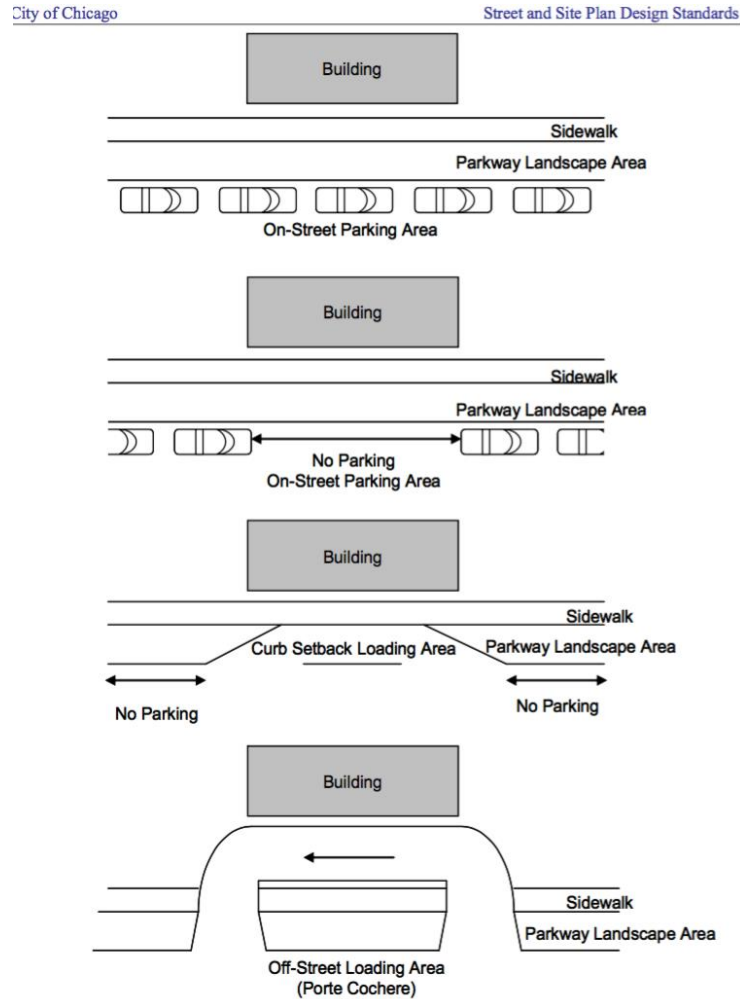 City of Chicago Street and Site Plan Design Standards
Building
Sidewalk
Parkway Landscape Area
On-Street Parking Area
Building
Sidewalk
Parkway Landscape Area
No Parking
On-Street Parking Area
Building
Sidewalk
Curb Setback Loading Area Parkway Landscape Area
No Parking No Parking
Building
Sidewalk
Parkway Landscape Area
Off-Street Loading Area
(Porte Cochere)